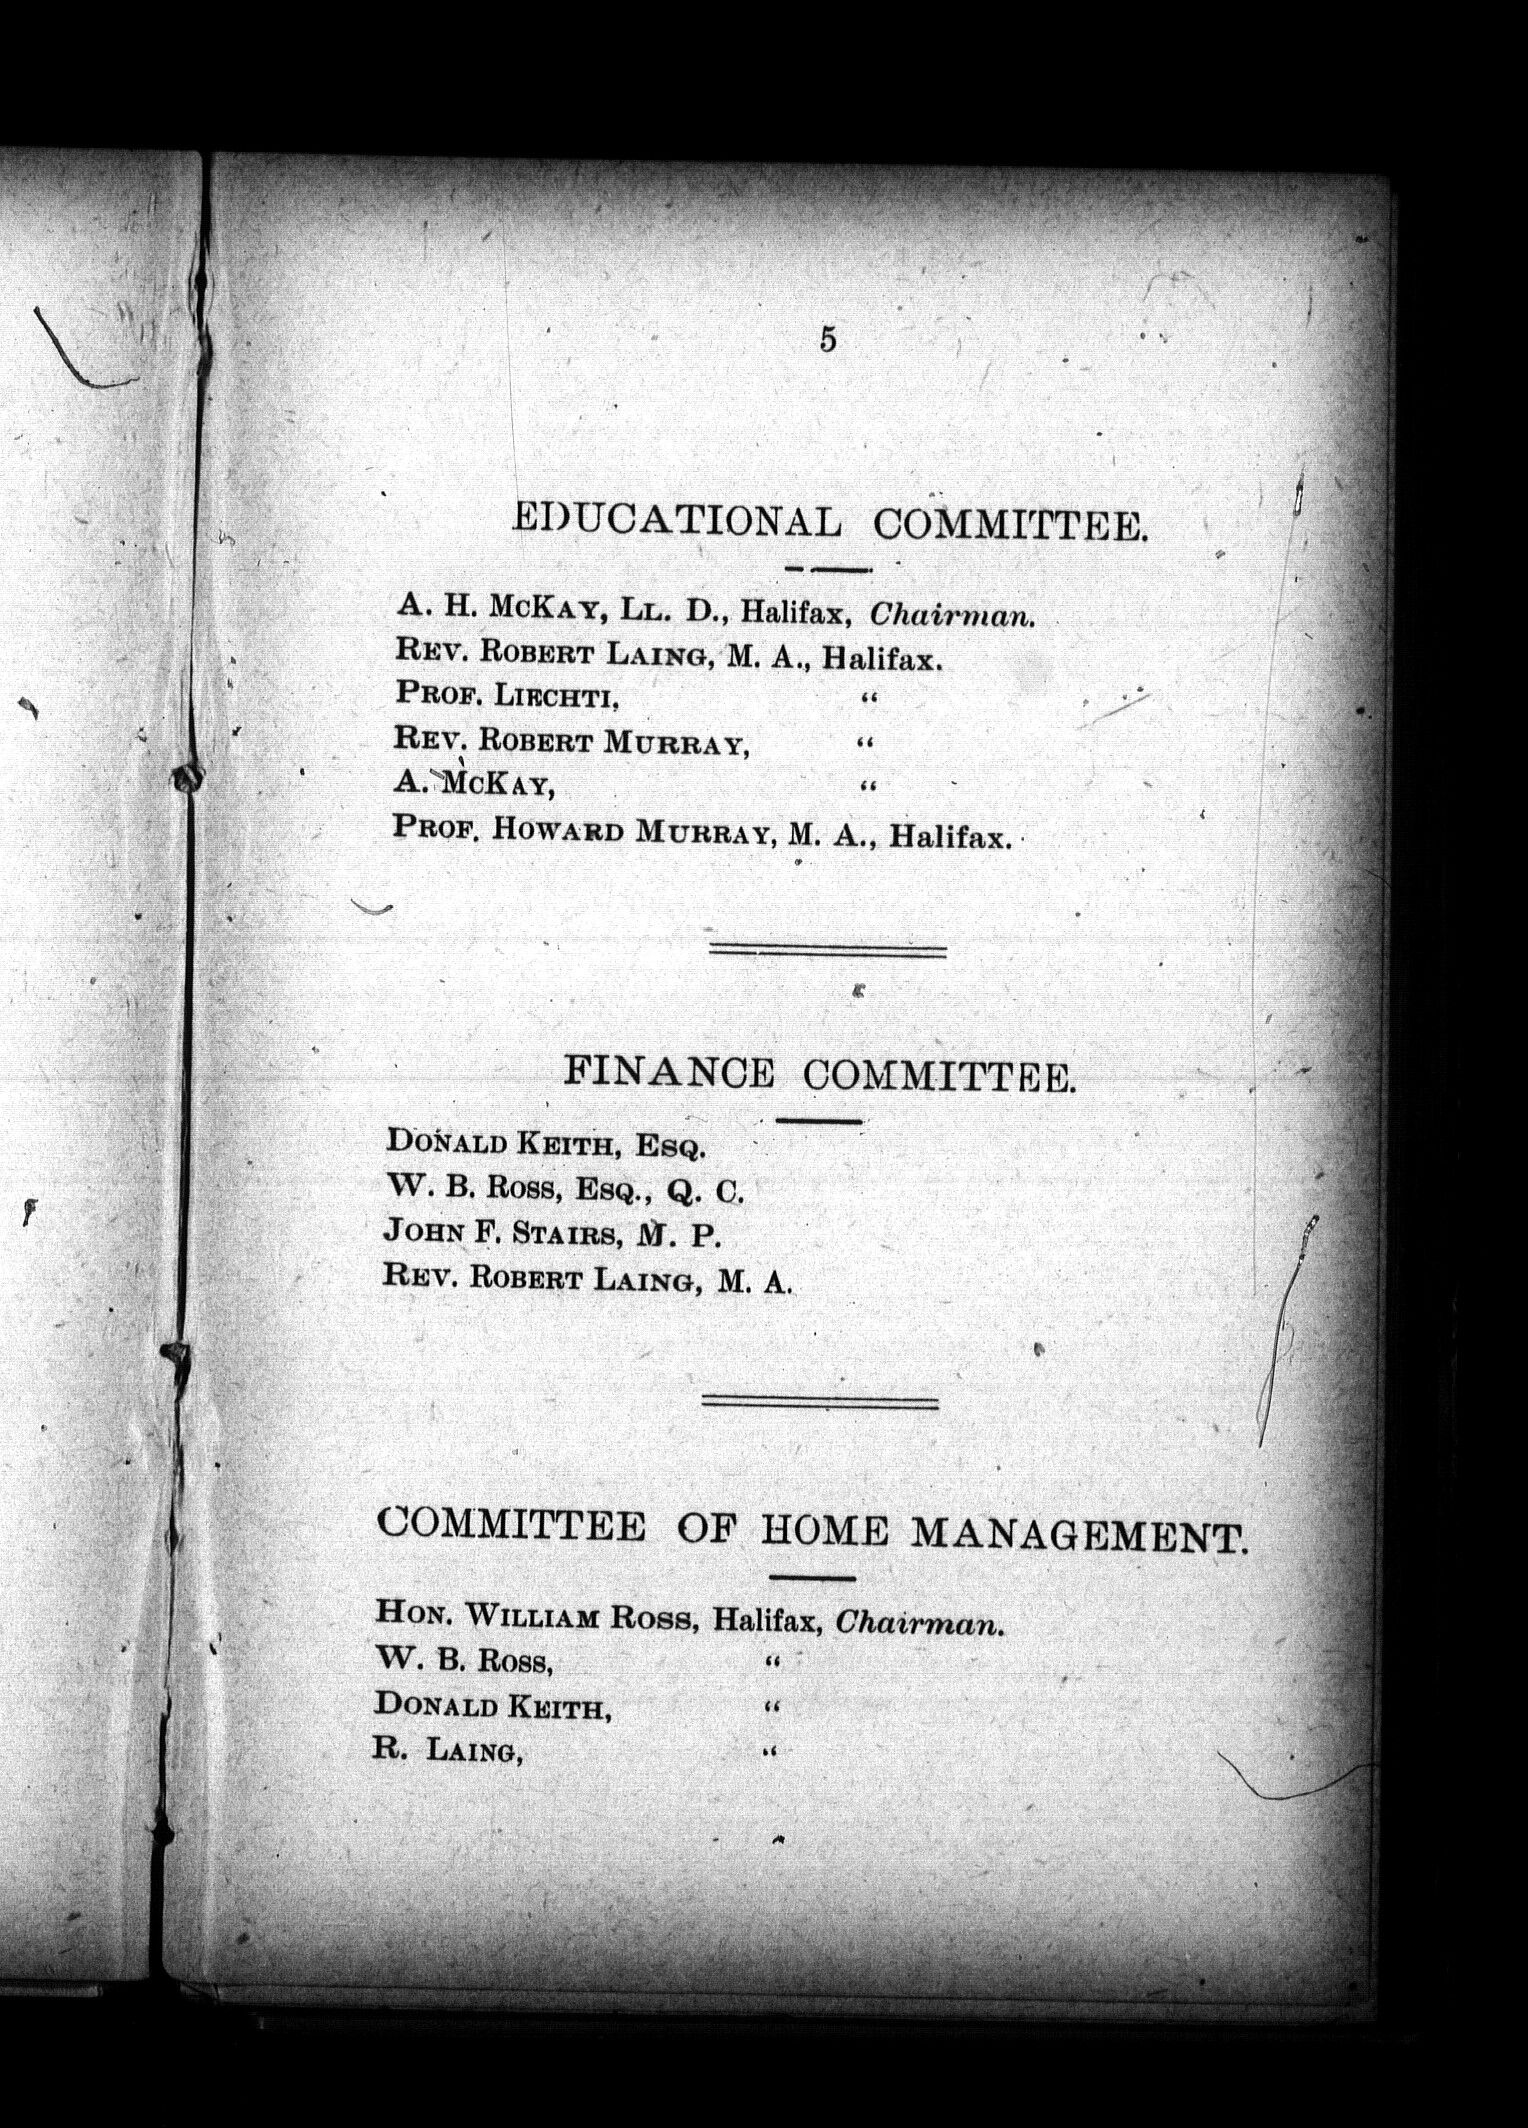 5
EDUCATIONAL COMMITTEE.
A. H. McKay, Ll. D., Halifax, Chairman.
Rev. Robert Laing, M. A., Halifax.
Prof. Liechti, “
Rev. Robert Murray, “
A. McKay, “
Prof. Howard Murray, M. A., Halifax.
FINANCE COMMITTEE.
Donald Keith, Esq.
W. B. Ross, Esq., Q. C.
John F. Stairs, M. P.
Rev. Robert Laing, M. A.
COMMITTEE OF HOME MANAGEMENT.
Hon. William Ross, Halifax, Chairman.
W. B. Ross, “
Donald Keith, “
R. Laing, “